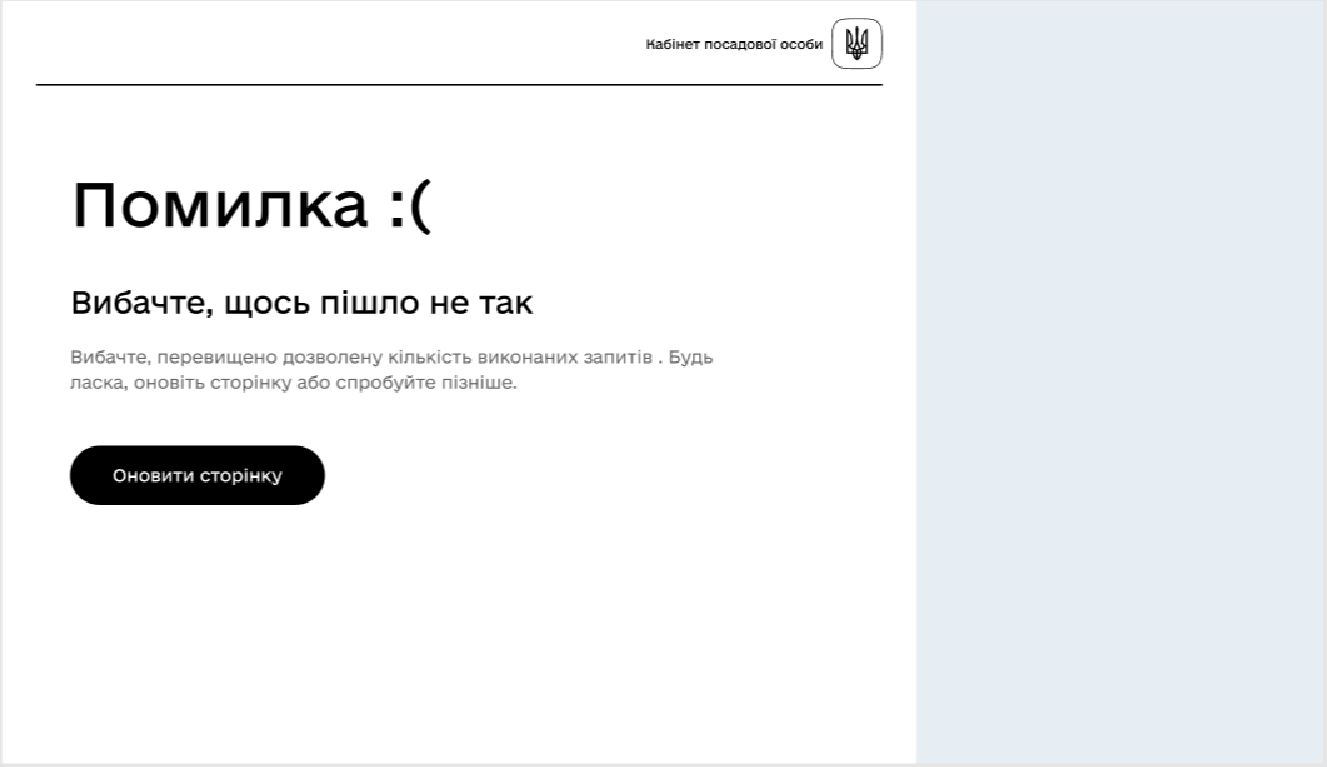 Кабінет посадової особи
Помилка :(
Вибачте, щось пішло не так
Вибачте, перевищено дозволену кількість виконаних запитів . Будь
ласка, оновіть сторінку або спробуйте пізніше.
Оновити сторінку